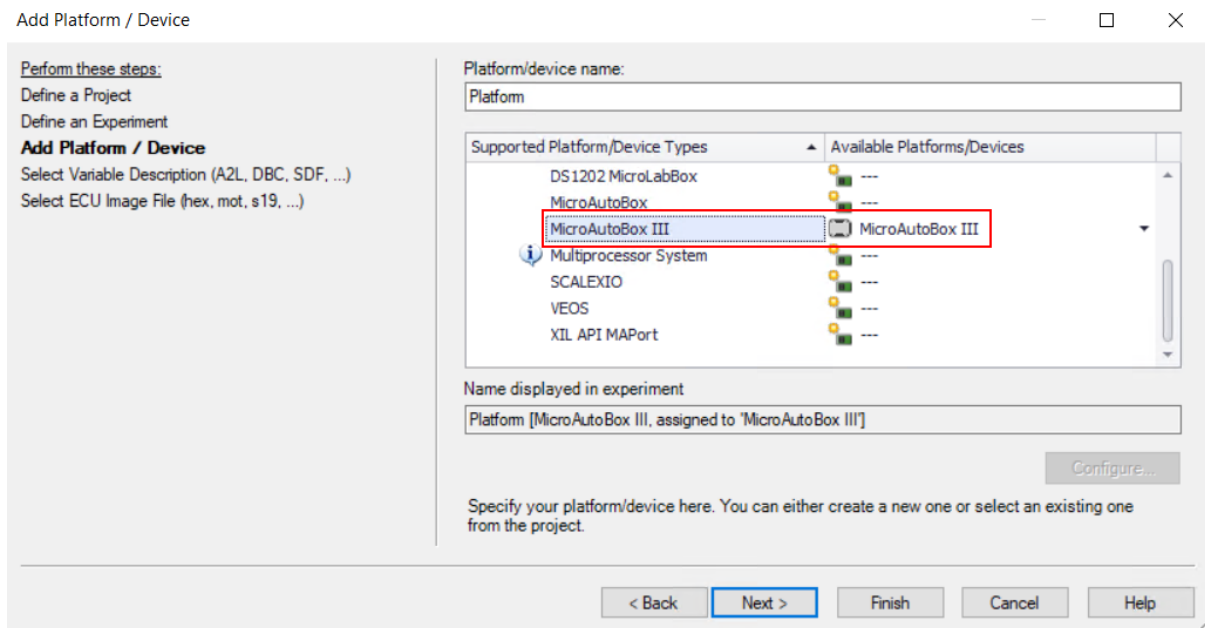 Add Platform / Device
Perform these steps:
Define a Project
Define an Experiment
Add Platform / Device
Select Variable Description (A2L, DBC, SDF, ...)
Select ECU Image File (hex, mot, s19, ...)
Platform/device name:
Platform
Supported Platform/Device Types Available Platforms/Devices
DS1202 MicroLabBox ---
MicroAutoBox ---
MicroAutoBox III MicroAutoBox III
Multiprocessor System ---
SCALEXIO ---
VEOS ---
XIL API MAPort ---
Name displayed in experiment
Platform [MicroAutoBox III, assigned to 'MicroAutoBox III']
Configure...
Specify your platform/device here. You can either create a new one or select an existing one
from the project.
< Back Next > Finish Cancel Help